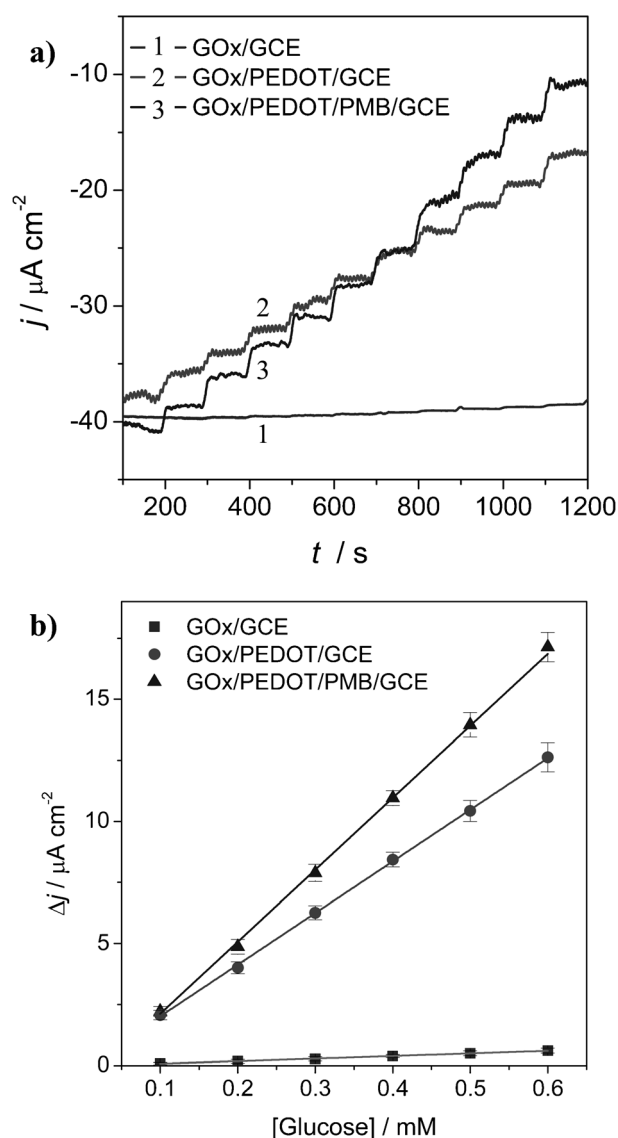 a)
1 GOx/GCE
2 GOx/PEDOT/GCE
3 GOx/PEDOT/PMB/GCE
-10
-20
-30
-40
j / μA cm-2
2
3
1
200 400 600 800 1000 1200
t / s
b)
GOx/GCE
GOx/PEDOT/GCE
GOx/PEDOT/PMB/GCE
15
10
5
0
Δj / μA cm-2
0.1 0.2 0.3 0.4 0.5 0.6
[Glucose] / mM